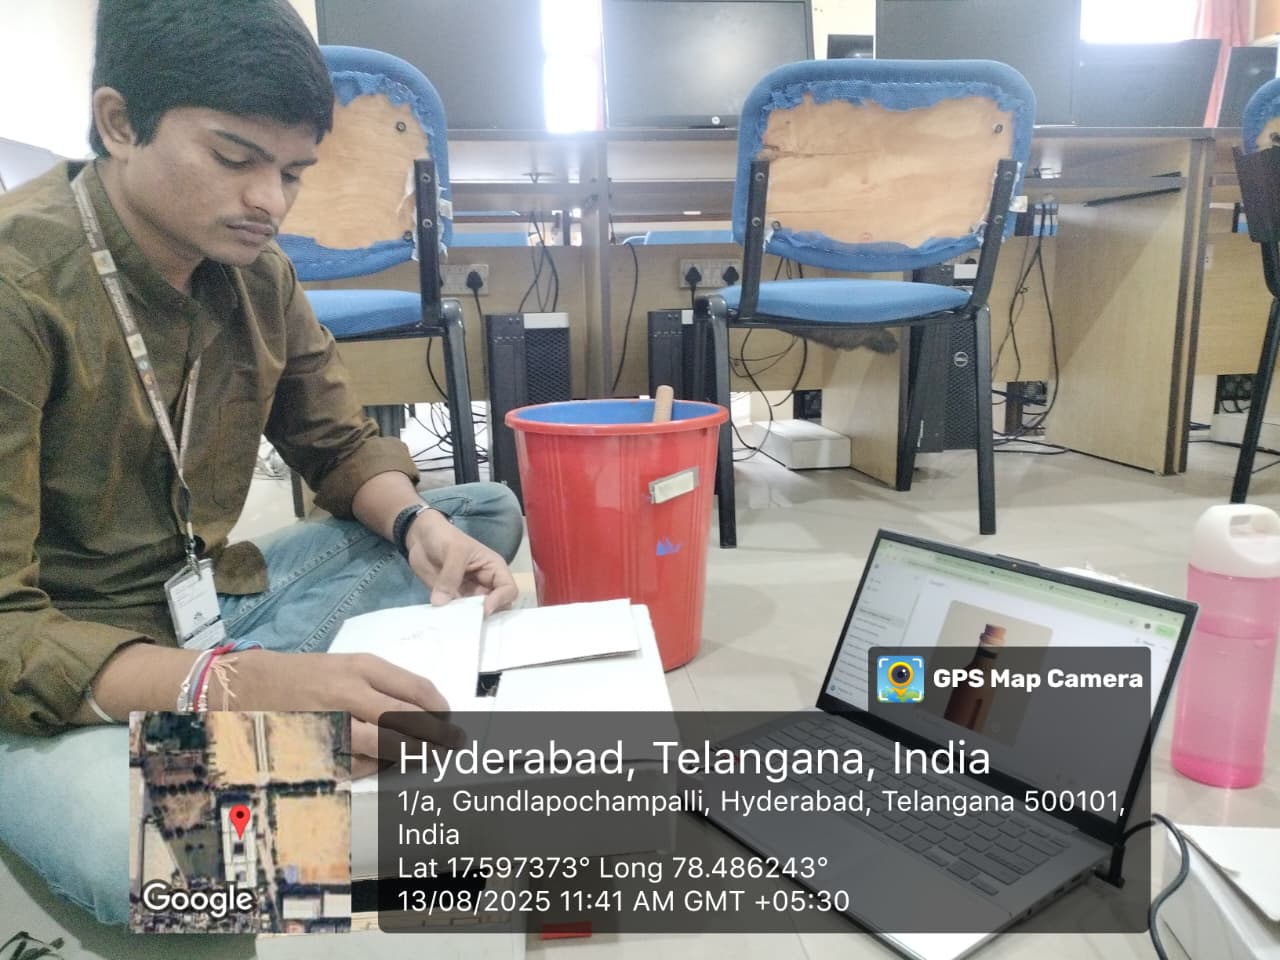 GPS Map Camera
Hyderabad, Telangana, India
1/a, Gundlapochampalli, Hyderabad, Telangana 500101,
India
Lat 17.597373° Long 78.486243°
13/08/2025 11:41 AM GMT +05:30
Google